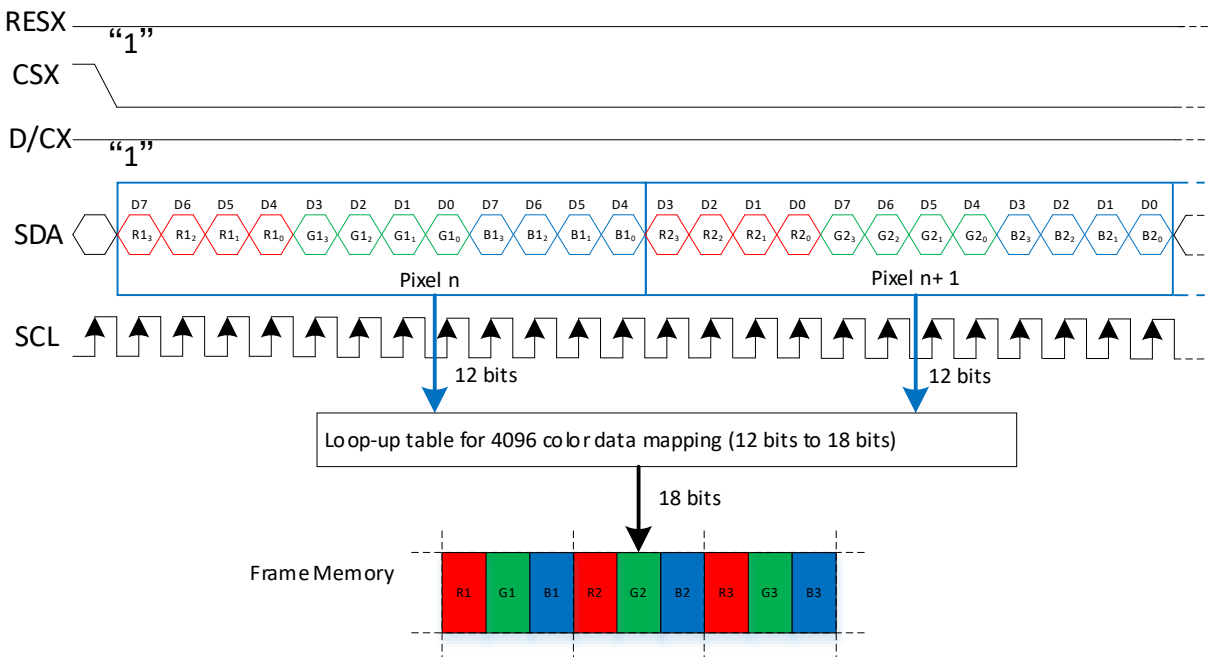 RESX
“1”
CSX
D/CX
“1”
D7 D6 D5 D4 D3 D2 D1 D0 D7 D6 D5 D4 D3 D2 D1 D0 D7 D6 D5 D4 D3 D2 D1 D0
SDA R1₃ R1₂ R1₁ R1₀ G1₃ G1₂ G1₁ G1₀ B1₃ B1₂ B1₁ B1₀ R2₃ R2₂ R2₁ R2₀ G2₃ G2₂ G2₁ G2₀ B2₃ B2₂ B2₁ B2₀
Pixel n Pixel n+ 1
SCL
12 bits 12 bits
Loop-up table for 4096 color data mapping (12 bits to 18 bits)
18 bits
Frame Memory
R1 G1 B1 R2 G2 B2 R3 G3 B3